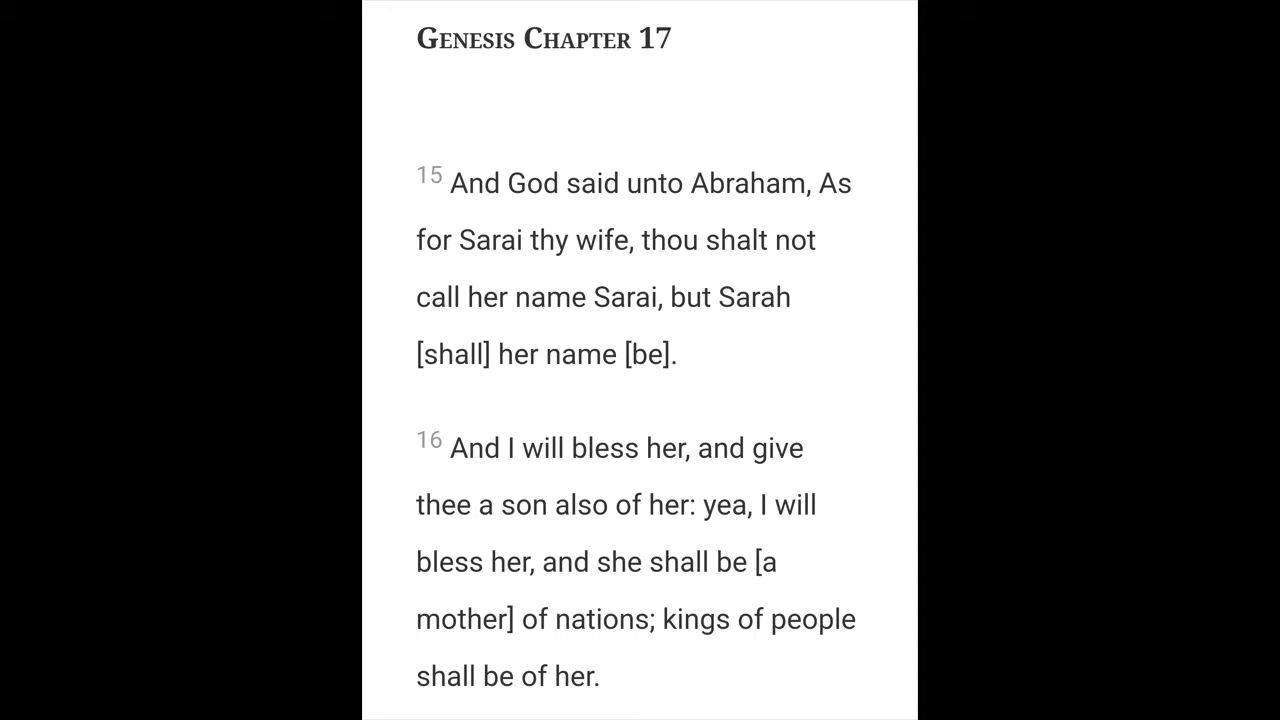 Genesis Chapter 17
15 And God said unto Abraham, As
for Sarai thy wife, thou shalt not
call her name Sarai, but Sarah
[shall] her name [be].
16 And I will bless her, and give
thee a son also of her: yea, I will
bless her, and she shall be [a
mother] of nations; kings of people
shall be of her.